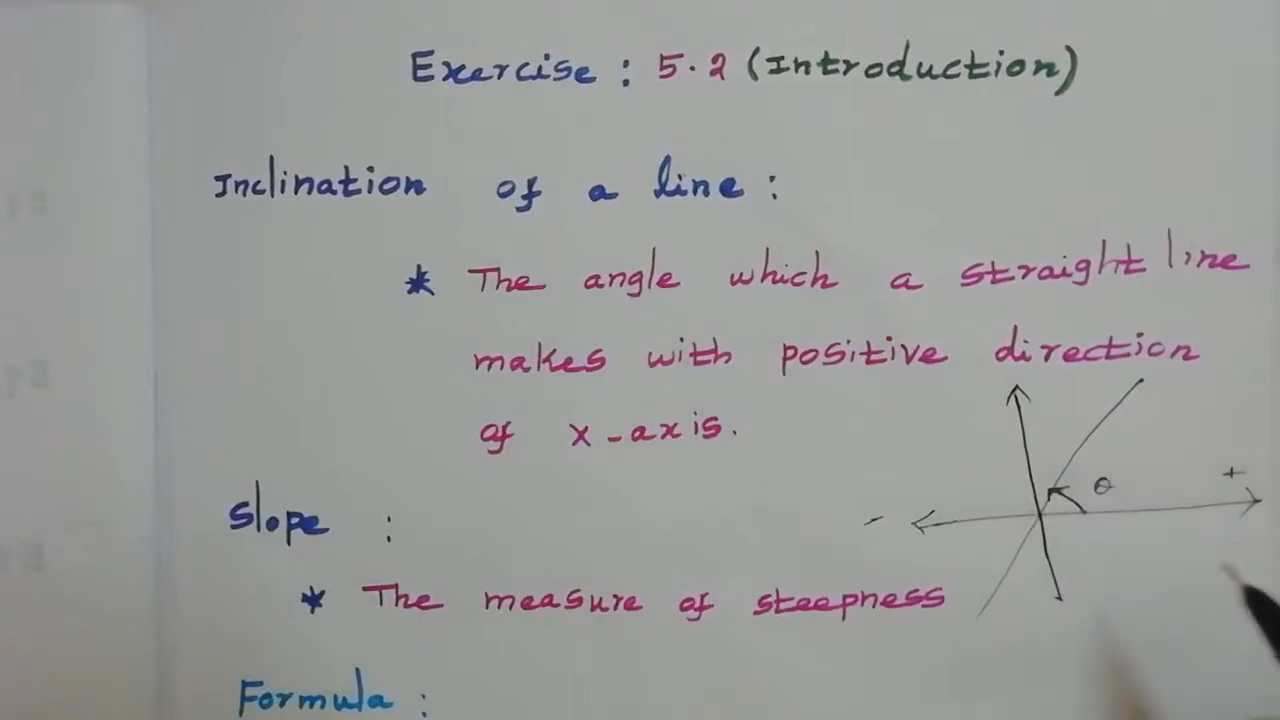 Exercise : 5.2 (Introduction)
Inclination of a line :
* The angle which a straight line
makes with positive direction
of x-axis.
+
θ
-
Slope :
* The measure of steepness
Formula :